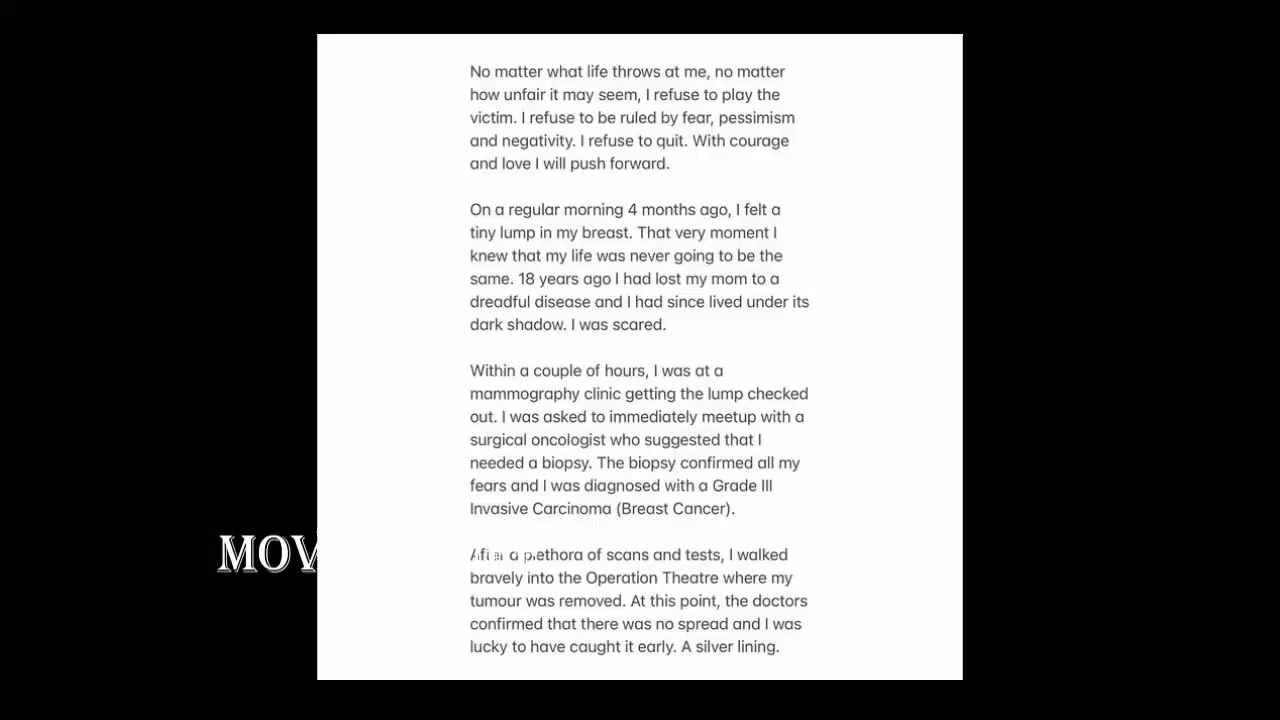 No matter what life throws at me, no matter
how unfair it may seem, I refuse to play the
victim. I refuse to be ruled by fear, pessimism
and negativity. I refuse to quit. With courage
and love I will push forward.
On a regular morning 4 months ago, I felt a
tiny lump in my breast. That very moment I
knew that my life was never going to be the
same. 18 years ago I had lost my mom to a
dreadful disease and I had since lived under its
dark shadow. I was scared.
Within a couple of hours, I was at a
mammography clinic getting the lump checked
out. I was asked to immediately meetup with a
surgical oncologist who suggested that I
needed a biopsy. The biopsy confirmed all my
fears and I was diagnosed with a Grade III
Invasive Carcinoma (Breast Cancer).
MOV
After a plethora of scans and tests, I walked
bravely into the Operation Theatre where my
tumour was removed. At this point, the doctors
confirmed that there was no spread and I was
lucky to have caught it early. A silver lining.